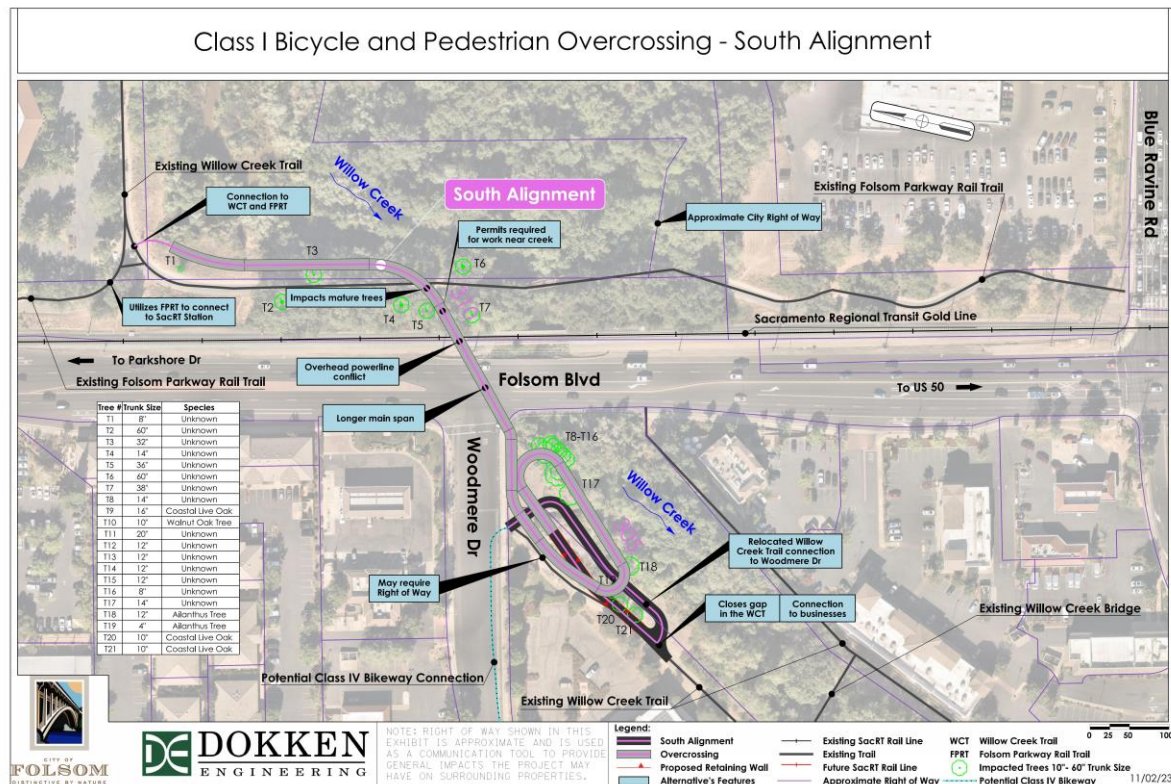 Class I Bicycle and Pedestrian Overcrossing - South Alignment
Existing Willow Creek Trail
Connection to
WCT and FPRT
Willow
Creek
South Alignment
Permits required
for work near creek
Approximate City Right of Way
Existing Folsom Parkway Rail Trail
Blue Ravine Rd
T1
T3
T6
Utilizes FPRT to connect
to SacRT Station
T2
Impacts mature trees
T4
T5
T7
Sacramento Regional Transit Gold Line
To Parkshore Dr
Existing Folsom Parkway Rail Trail
Overhead powerline
conflict
Folsom Blvd
To US 50
Longer main span
Woodmere Dr
T8-T16
T17
Willow
Creek
Tree # Trunk Size Species
T1 8" Unknown
T2 60" Unknown
T3 32" Unknown
T4 14" Unknown
T5 36" Unknown
T6 60" Unknown
T7 38" Unknown
T8 14" Unknown
T9 16" Coastal Live Oak
T10 10" Walnut Oak Tree
T11 20" Unknown
T12 12" Unknown
T13 12" Unknown
T14 12" Unknown
T15 12" Unknown
T16 8" Unknown
T17 14" Unknown
T18 12" Ailanthus Tree
T19 4" Ailanthus Tree
T20 10" Coastal Live Oak
T21 10" Coastal Live Oak
Relocated Willow
Creek Trail connection
to Woodmere Dr
May require
Right of Way
T18
T19
T20
T21
Closes gap
in the WCT
Connection
to businesses
Existing Willow Creek Bridge
Potential Class IV Bikeway Connection
Existing Willow Creek Trail
CITY OF
FOLSOM
DISTINCTIVE BY NATURE
DOKKEN
ENGINEERING
NOTE: RIGHT OF WAY SHOWN IN THIS
EXHIBIT IS APPROXIMATE AND IS USED
AS A COMMUNICATION TOOL TO PROVIDE
GENERAL IMPACTS THE PROJECT MAY
HAVE ON SURROUNDING PROPERTIES.
Legend:
South Alignment
Overcrossing
Proposed Retaining Wall
Alternative's Features
Existing SacRT Rail Line
Existing Trail
Future SacRT Rail Line
Approximate Right of Way
WCT Willow Creek Trail
FPRT Folsom Parkway Rail Trail
Impacted Trees 10"- 60" Trunk Size
Potential Class IV Bikeway
0 25 50 100